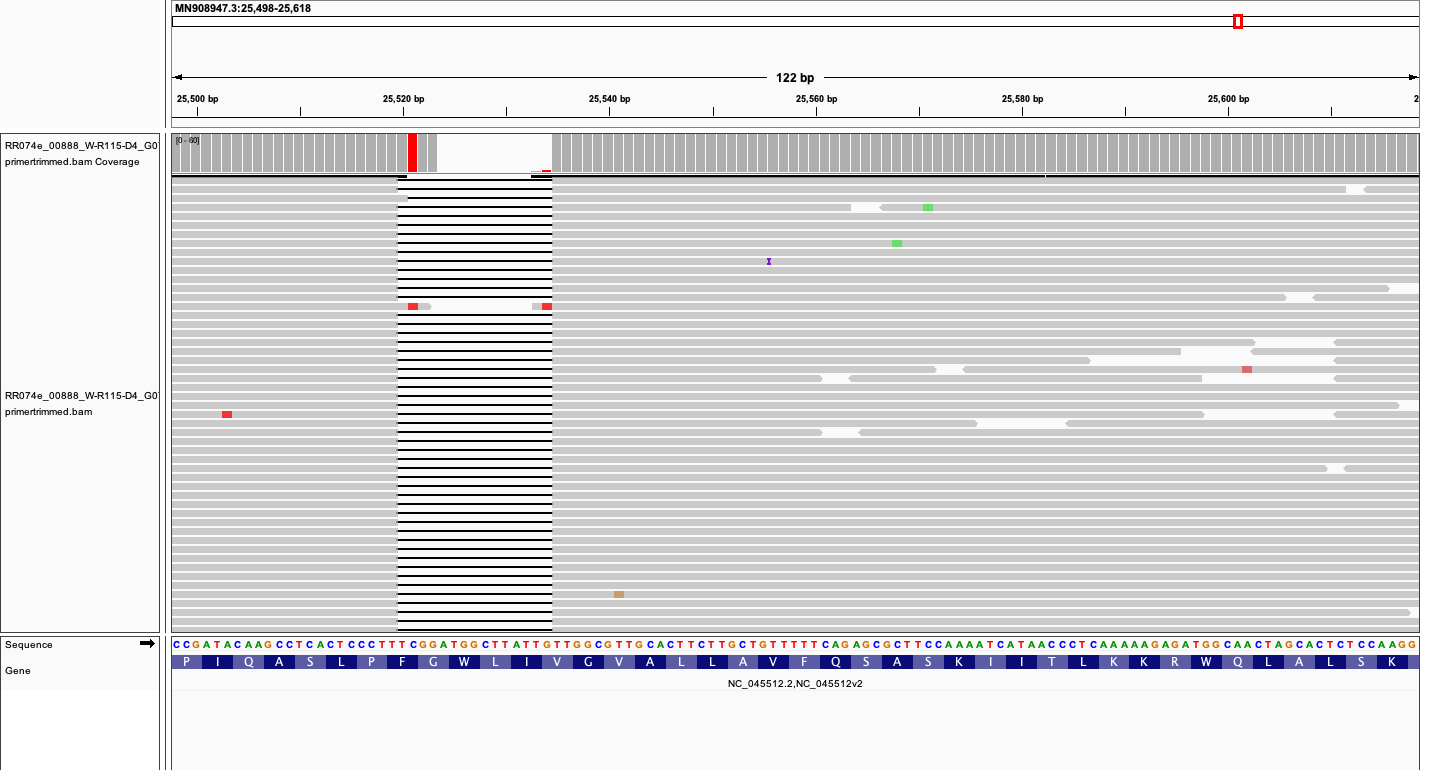 MN908947.3:25,498-25,618
122 bp
25,500 bp 25,520 bp 25,540 bp 25,560 bp 25,580 bp 25,600 bp 2
[0 - 60]
RR074e_00888_W-R115-D4_G0
primertrimmed.bam Coverage
RR074e_00888_W-R115-D4_G0
primertrimmed.bam
Sequence
CCGATACAAGCCTCACTCCCTTTCGGATGGCTTATTGTTGGCGTTGCACTTCTTGCTGTTTTTCAGAGCGCTTCCAAAATCATAACCCTCAAAAAGAGATGGCAACTAGCACTCTCCAAGG
Gene
P I Q A S L P F G W L I V G V A L L A V F Q S A S K I I T L K K R W Q L A L S K
NC_045512.2,NC_045512v2